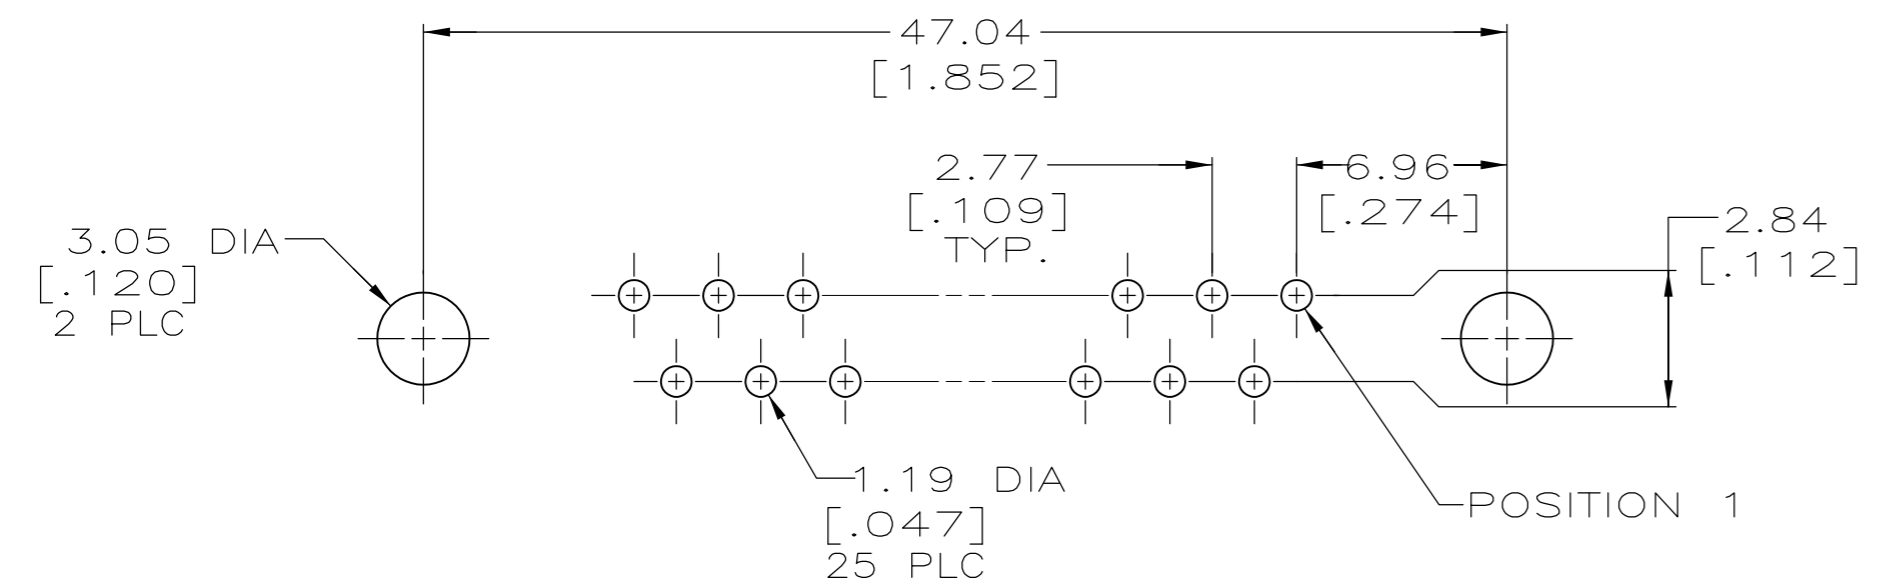 47.04
[1.852]
2.77
[.109]
TYP.
6.96
[.274]
2.84
[.112]
3.05 DIA
[.120]
2 PLC
1.19 DIA
[.047]
25 PLC
POSITION 1